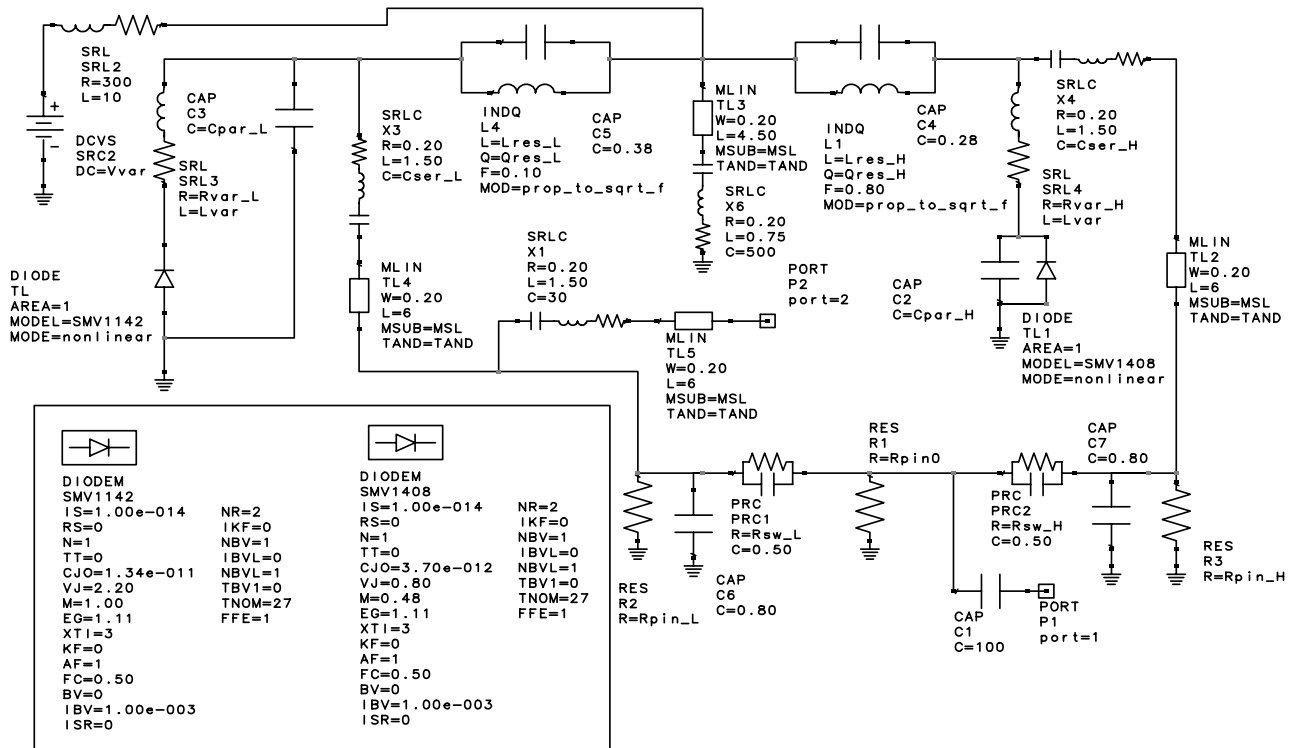 SRL
SRL2
R=300
L=10
+
-
DCVS
SRC2
DC=Vvar
CAP
C3
C=Cpar_L
SRL
SRL3
R=Rvar_L
L=Lvar
DIODE
TL
AREA=1
MODEL=SMV1142
MODE=nonlinear
SRLC
X3
R=0.20
L=1.50
C=Cser_L
MLIN
TL4
W=0.20
L=6
MSUB=MSL
TAND=TAND
INDQ
L4
L=Lres_L
Q=Qres_L
F=0.10
MOD=prop_to_sqrt_f
CAP
C5
C=0.38
SRLC
X1
R=0.20
L=1.50
C=30
MLIN
TL3
W=0.20
L=4.50
MSUB=MSL
TAND=TAND
SRLC
X6
R=0.20
L=0.75
C=500
MLIN
TL5
W=0.20
L=6
MSUB=MSL
TAND=TAND
PORT
P2
port=2
INDQ
L1
L=Lres_H
Q=Qres_H
F=0.80
MOD=prop_to_sqrt_f
CAP
C4
C=0.28
SRLC
X4
R=0.20
L=1.50
C=Cser_H
SRL
SRL4
R=Rvar_H
L=Lvar
CAP
C2
C=Cpar_H
DIODE
TL1
AREA=1
MODEL=SMV1408
MODE=nonlinear
MLIN
TL2
W=0.20
L=6
MSUB=MSL
TAND=TAND
RES
R2
R=Rpin_L
CAP
C6
C=0.80
PRC
PRC1
R=Rsw_L
C=0.50
RES
R1
R=Rpin0
PRC
PRC2
R=Rsw_H
C=0.50
CAP
C7
C=0.80
RES
R3
R=Rpin_H
CAP
C1
C=100
PORT
P1
port=1
DIODEM
SMV1142
IS=1.00e-014
RS=0
N=1
TT=0
CJO=1.34e-011
VJ=2.20
M=1.00
EG=1.11
XTI=3
KF=0
AF=1
FC=0.50
BV=0
IBV=1.00e-003
ISR=0
NR=2
IKF=0
NBV=1
IBVL=0
NBVL=1
TBV1=0
TNOM=27
FFE=1
DIODEM
SMV1408
IS=1.00e-014
RS=0
N=1
TT=0
CJO=3.70e-012
VJ=0.80
M=0.48
EG=1.11
XTI=3
KF=0
AF=1
FC=0.50
BV=0
IBV=1.00e-003
ISR=0
NR=2
IKF=0
NBV=1
IBVL=0
NBVL=1
TBV1=0
TNOM=27
FFE=1